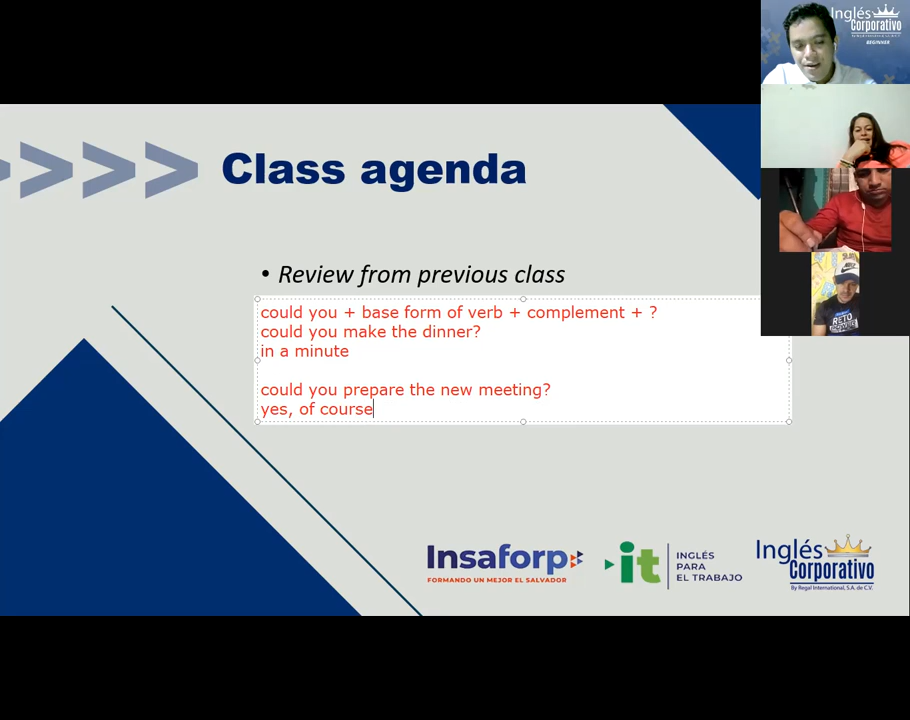 Class agenda
• Review from previous class
could you + base form of verb + complement + ?
could you make the dinner?
in a minute
could you prepare the new meeting?
yes, of course
Insaforp
FORMANDO UN MEJOR EL SALVADOR
it
INGLÉS
PARA
EL TRABAJO
Inglés
Corporativo
By Regal International, S.A. de C.V.
Inglés
Corporativo
BEGINNER
RETO